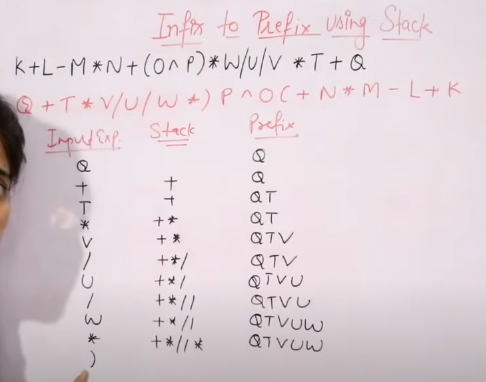 Infix to Prefix using Stack
K+L-M*N+(O^P)*W/U/V*T+Q
Q+T*V/U/W*)P^O(+N*M-L+K
Input Exp. Stack Prefix
Q Q
+ + Q
T + QT
* +* QT
V +* QTV
/ +*/ QTV
U +*/ QTVU
/ +*// QTVU
W +*// QTVUW
* +*//* QTVUW
)